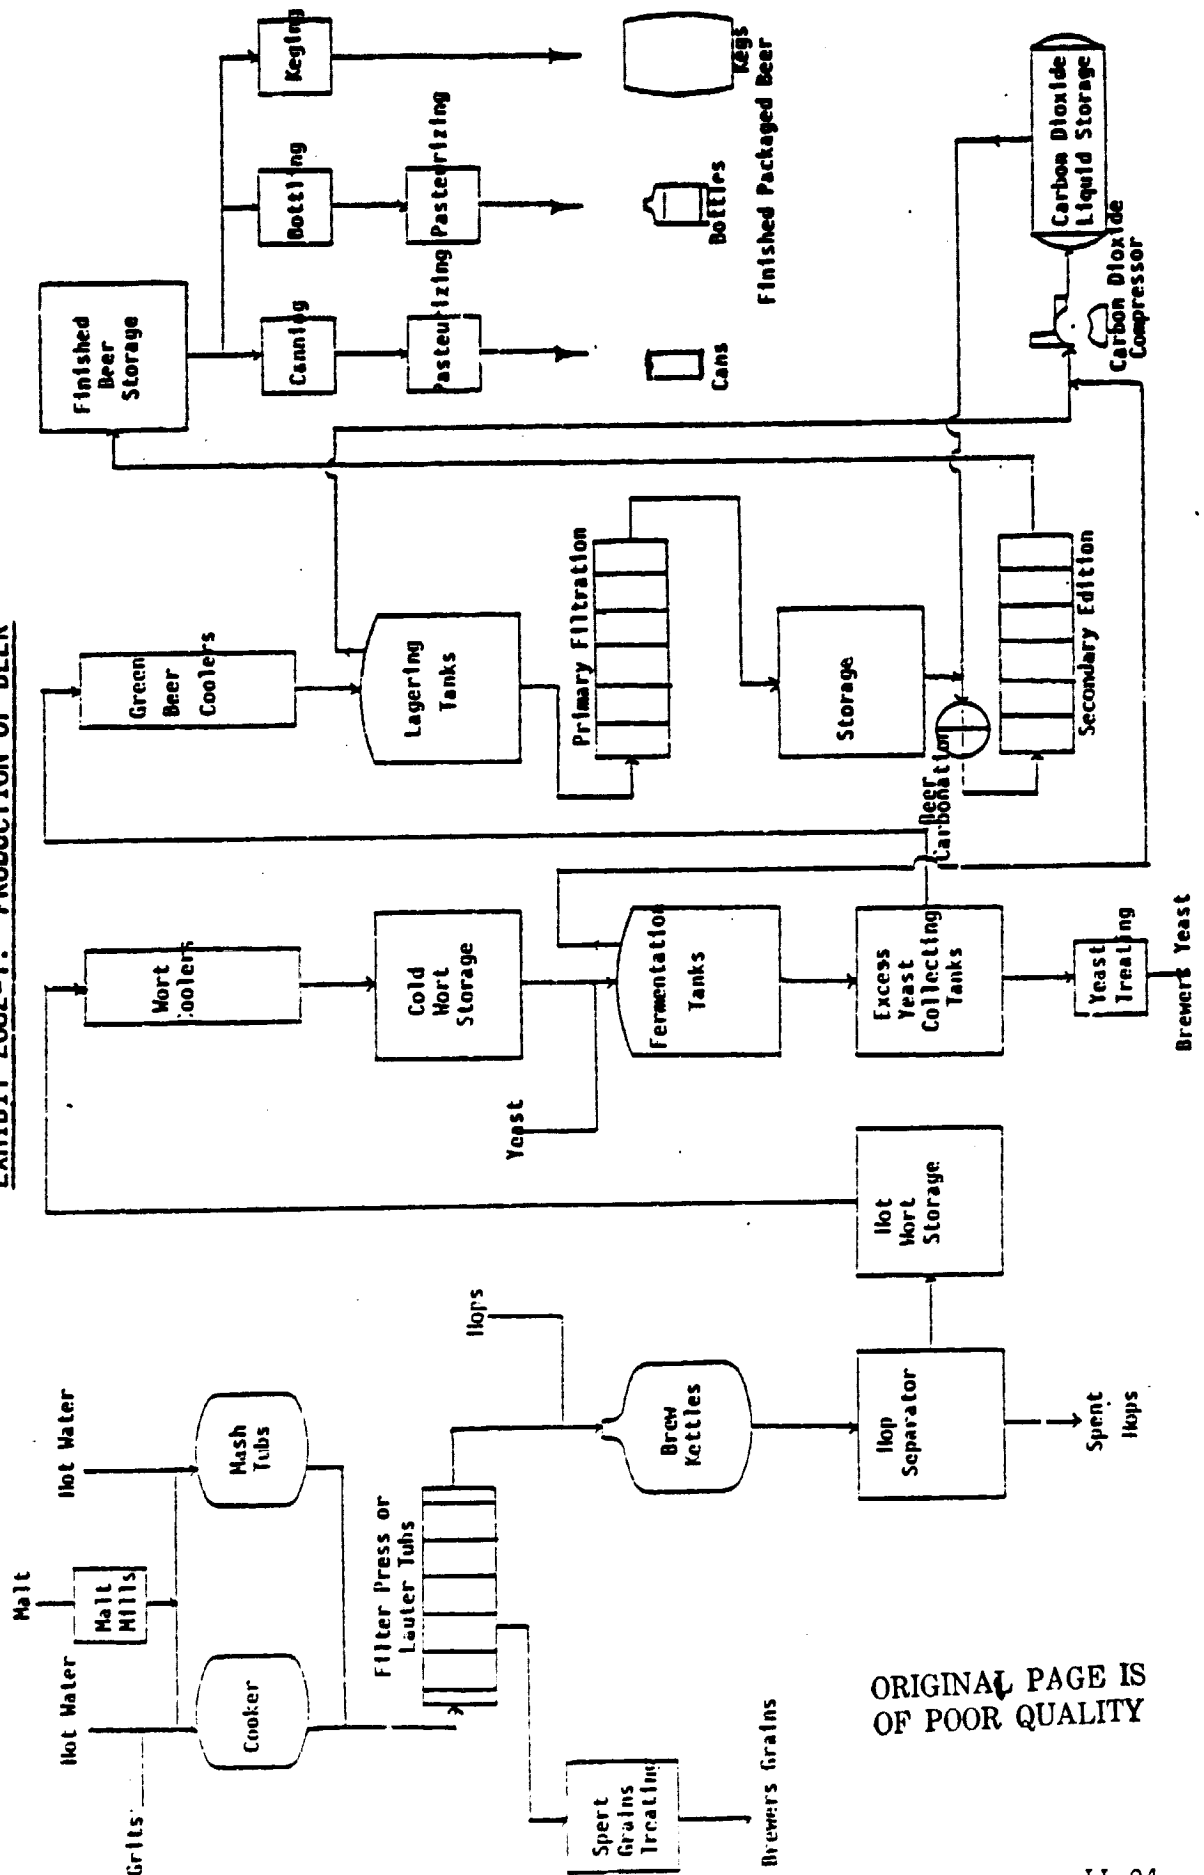 PRODUCTION OF BEER
Grits
Hot Water
Malt
Hot Water
Malt
Mills
Cooker
Mash
Tubs
Filter Press or
Lauter Tubs
Spert
Grains
Treating
Brewers Grains
Hops
Brew
Kettles
Hop
Separator
Spent
Hops
Hot
Wort
Storage
Wort
Coolers
Cold
Wort
Storage
Yeast
Fermentation
Tanks
Excess
Yeast
Collecting
Tanks
Yeast
Treating
Brewers Yeast
Green
Beer
Coolers
Lagering
Tanks
Primary Filtration
Storage
Beer
Carbonation
Secondary Edition
Finished
Beer
Storage
Canning
Bottling
Keging
Pasteurizing
Pasteurizing
Cans
Bottles
Kegs
Finished Packaged Beer
Carbon Dioxide
Liquid Storage
Carbon Dioxide
Compressor
ORIGINAL PAGE IS
OF POOR QUALITY